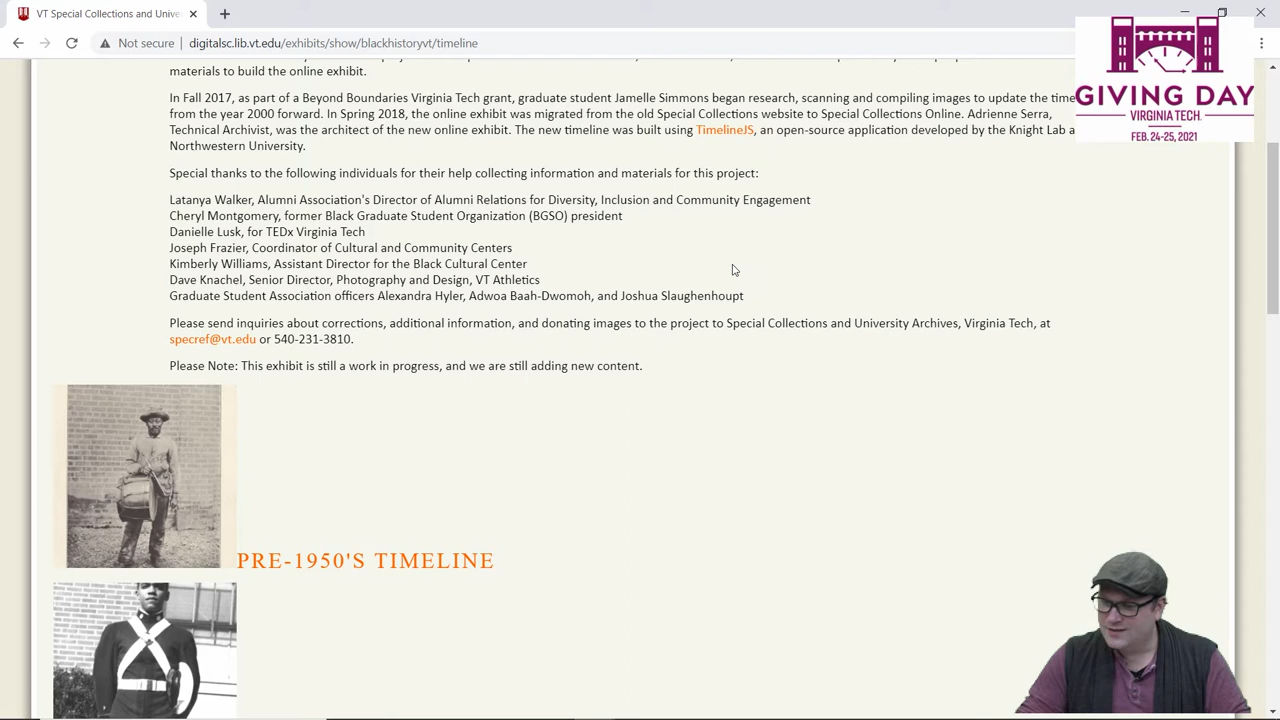 VT Special Collections and Unive
Not secure
digitalsc.lib.vt.edu/exhibits/show/blackhistoryvt/timeline
materials to build the online exhibit.
In Fall 2017, as part of a Beyond Boundaries Virginia Tech grant, graduate student Jamelle Simmons began research, scanning and compiling images to update the time
from the year 2000 forward. In Spring 2018, the online exhibit was migrated from the old Special Collections website to Special Collections Online. Adrienne Serra,
Technical Archivist, was the architect of the new online exhibit. The new timeline was built using TimelineJS, an open-source application developed by the Knight Lab a
Northwestern University.
Special thanks to the following individuals for their help collecting information and materials for this project:
Latanya Walker, Alumni Association's Director of Alumni Relations for Diversity, Inclusion and Community Engagement
Cheryl Montgomery, former Black Graduate Student Organization (BGSO) president
Danielle Lusk, for TEDx Virginia Tech
Joseph Frazier, Coordinator of Cultural and Community Centers
Kimberly Williams, Assistant Director for the Black Cultural Center
Dave Knachel, Senior Director, Photography and Design, VT Athletics
Graduate Student Association officers Alexandra Hyler, Adwoa Baah-Dwomoh, and Joshua Slaughenhoupt
Please send inquiries about corrections, additional information, and donating images to the project to Special Collections and University Archives, Virginia Tech, at
specref@vt.edu or 540-231-3810.
Please Note: This exhibit is still a work in progress, and we are still adding new content.
PRE-1950'S TIMELINE
GIVING DAY
VIRGINIA TECH.
FEB. 24-25, 2021